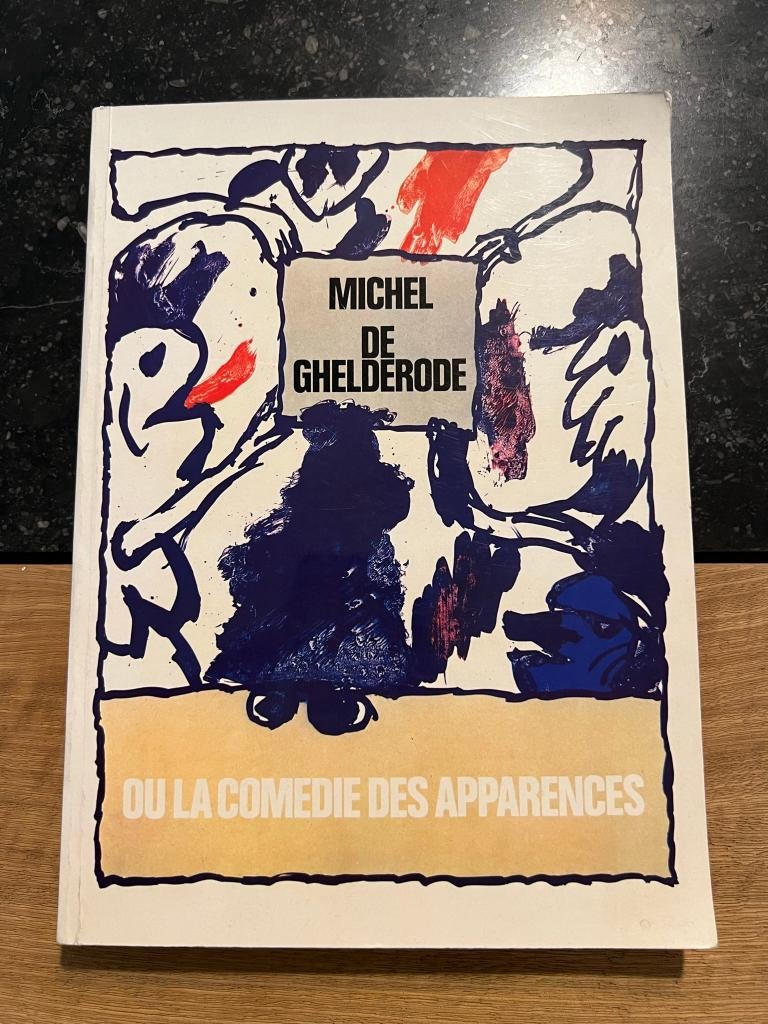 MICHEL
DE
GHELDERODE
OU LA COMEDIE DES APPARENCES